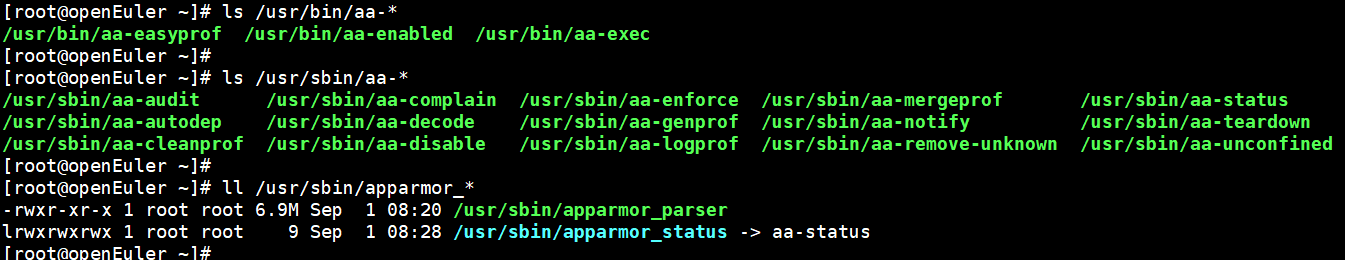 [root@openEuler ~]# ls /usr/bin/aa-*
/usr/bin/aa-easyprof  /usr/bin/aa-enabled  /usr/bin/aa-exec
[root@openEuler ~]#
[root@openEuler ~]# ls /usr/sbin/aa-*
/usr/sbin/aa-audit      /usr/sbin/aa-complain  /usr/sbin/aa-enforce  /usr/sbin/aa-mergeprof       /usr/sbin/aa-status
/usr/sbin/aa-autodep    /usr/sbin/aa-decode    /usr/sbin/aa-genprof  /usr/sbin/aa-notify          /usr/sbin/aa-teardown
/usr/sbin/aa-cleanprof  /usr/sbin/aa-disable   /usr/sbin/aa-logprof  /usr/sbin/aa-remove-unknown  /usr/sbin/aa-unconfined
[root@openEuler ~]#
[root@openEuler ~]# ll /usr/sbin/apparmor_*
-rwxr-xr-x 1 root root 6.9M Sep  1 08:20 /usr/sbin/apparmor_parser
lrwxrwxrwx 1 root root    9 Sep  1 08:28 /usr/sbin/apparmor_status -> aa-status
[root@openEuler ~]#